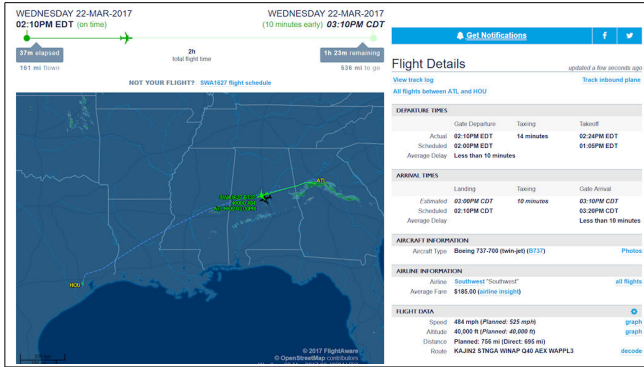 WEDNESDAY 22-MAR-2017
WEDNESDAY 22-MAR-2017
02:10PM EDT (on time)
(10 minutes early) 03:10PM CDT
37m elapsed
2h
1h 23m remaining
total flight time
161 mi flown
536 mi to go
NOT YOUR FLIGHT? SWA1627 flight schedule
ATL
HOU
© 2017 FlightAware
© OpenStreetMap contributors
Get Notifications
Flight Details
updated a few seconds ago
View track log
Track inbound plane
All flights between ATL and HOU
DEPARTURE TIMES
Gate Departure Taxiing Takeoff
Actual 02:10PM EDT 14 minutes 02:24PM EDT
Scheduled 02:00PM EDT 01:05PM EDT
Average Delay Less than 10 minutes
ARRIVAL TIMES
Landing Taxiing Gate Arrival
Estimated 03:00PM CDT 10 minutes 03:10PM CDT
Scheduled 02:10PM CDT 03:20PM CDT
Average Delay Less than 10 minutes
AIRCRAFT INFORMATION
Aircraft Type Boeing 737-700 (twin-jet) (B737) Photos
AIRLINE INFORMATION
Airline Southwest "Southwest" all flights
Average Fare $185.00 (airline insight)
FLIGHT DATA
Speed 484 mph (Planned: 525 mph) graph
Altitude 40,000 ft (Planned: 40,000 ft) graph
Distance Planned: 756 mi (Direct: 695 mi)
Route KAJIN2 STNGA WINAP Q40 AEX WAPPL3 decode